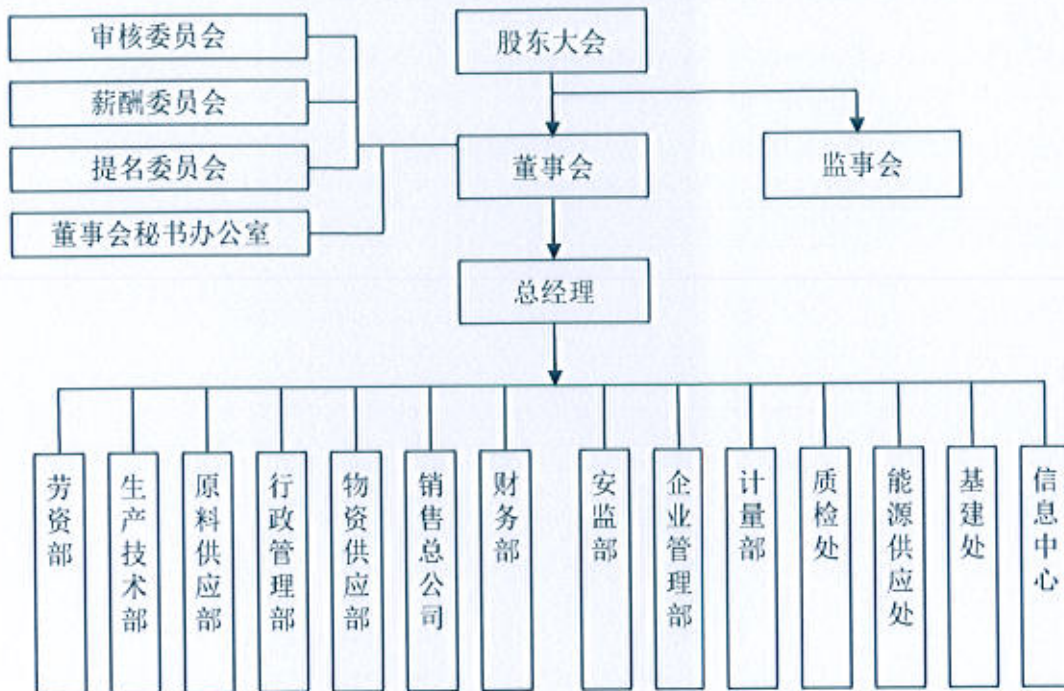 审核委员会
股东大会
薪酬委员会
提名委员会
董事会
监事会
董事会秘书办公室
总经理
劳资部
生产技术部
原料供应部
行政管理部
物资供应部
销售总公司
财务部
安监部
企业管理部
计量部
质检处
能源供应处
基建处
信息中心